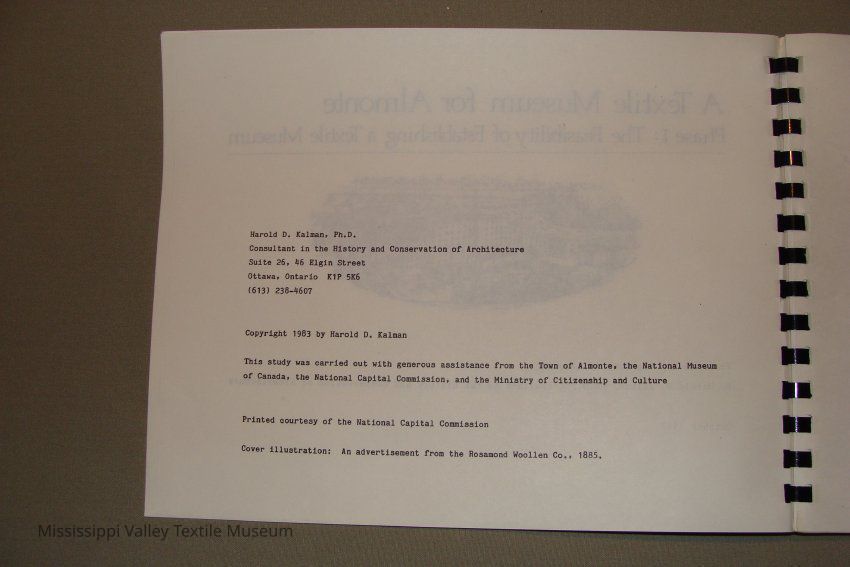 A Textile Museum for Almonte
Phase I: The Feasibility of Establishing a Textile Museum
Harold D. Kalman, Ph.D.
Consultant in the History and Conservation of Architecture
Suite 26, 46 Elgin Street
Ottawa, Ontario K1P 5K6
(613) 238-4607
Copyright 1983 by Harold D. Kalman
This study was carried out with generous assistance from the Town of Almonte, the National Museum
of Canada, the National Capital Commission, and the Ministry of Citizenship and Culture
Printed courtesy of the National Capital Commission
Cover illustration: An advertisement from the Rosamond Woollen Co., 1885.
Mississippi Valley Textile Museum